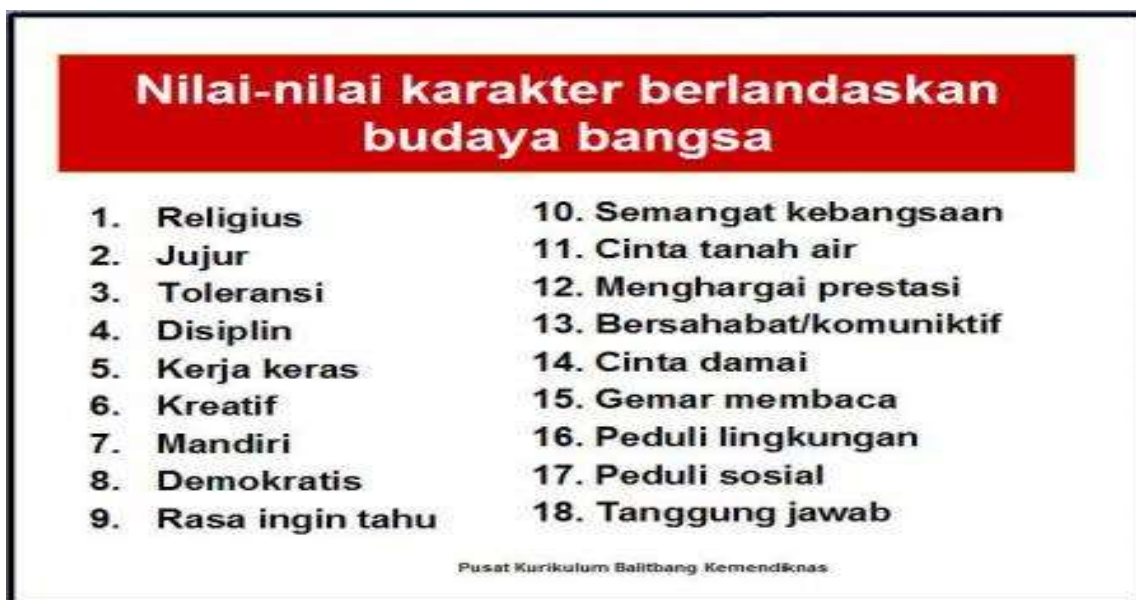 Nilai-nilai karakter berlandaskan
budaya bangsa
1. Religius
2. Jujur
3. Toleransi
4. Disiplin
5. Kerja keras
6. Kreatif
7. Mandiri
8. Demokratis
9. Rasa ingin tahu
10. Semangat kebangsaan
11. Cinta tanah air
12. Menghargai prestasi
13. Bersahabat/komuniktif
14. Cinta damai
15. Gemar membaca
16. Peduli lingkungan
17. Peduli sosial
18. Tanggung jawab
Pusat Kurikulum Balitbang Kemendiknas